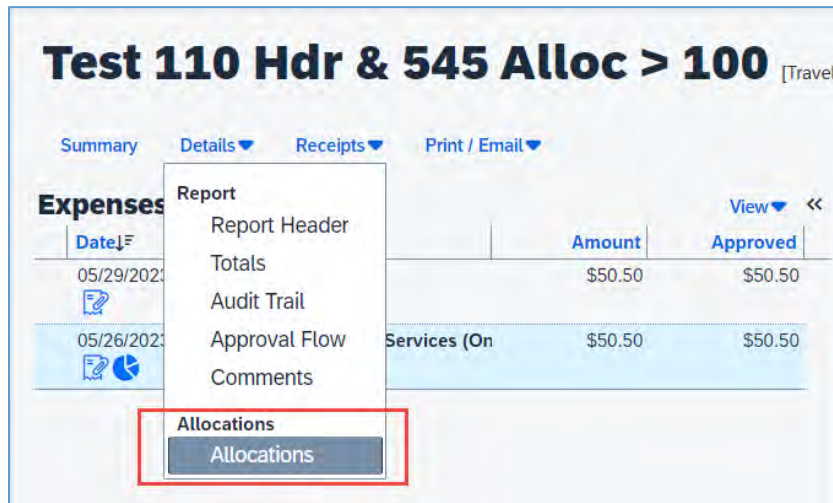 Test 110 Hdr & 545 Alloc > 100 [Travel
Summary Details Receipts Print / Email
Expenses View
Date Amount Approved
05/29/2023 $50.50 $50.50
05/26/2023 Services (On $50.50 $50.50
Report
Report Header
Totals
Audit Trail
Approval Flow
Comments
Allocations
Allocations